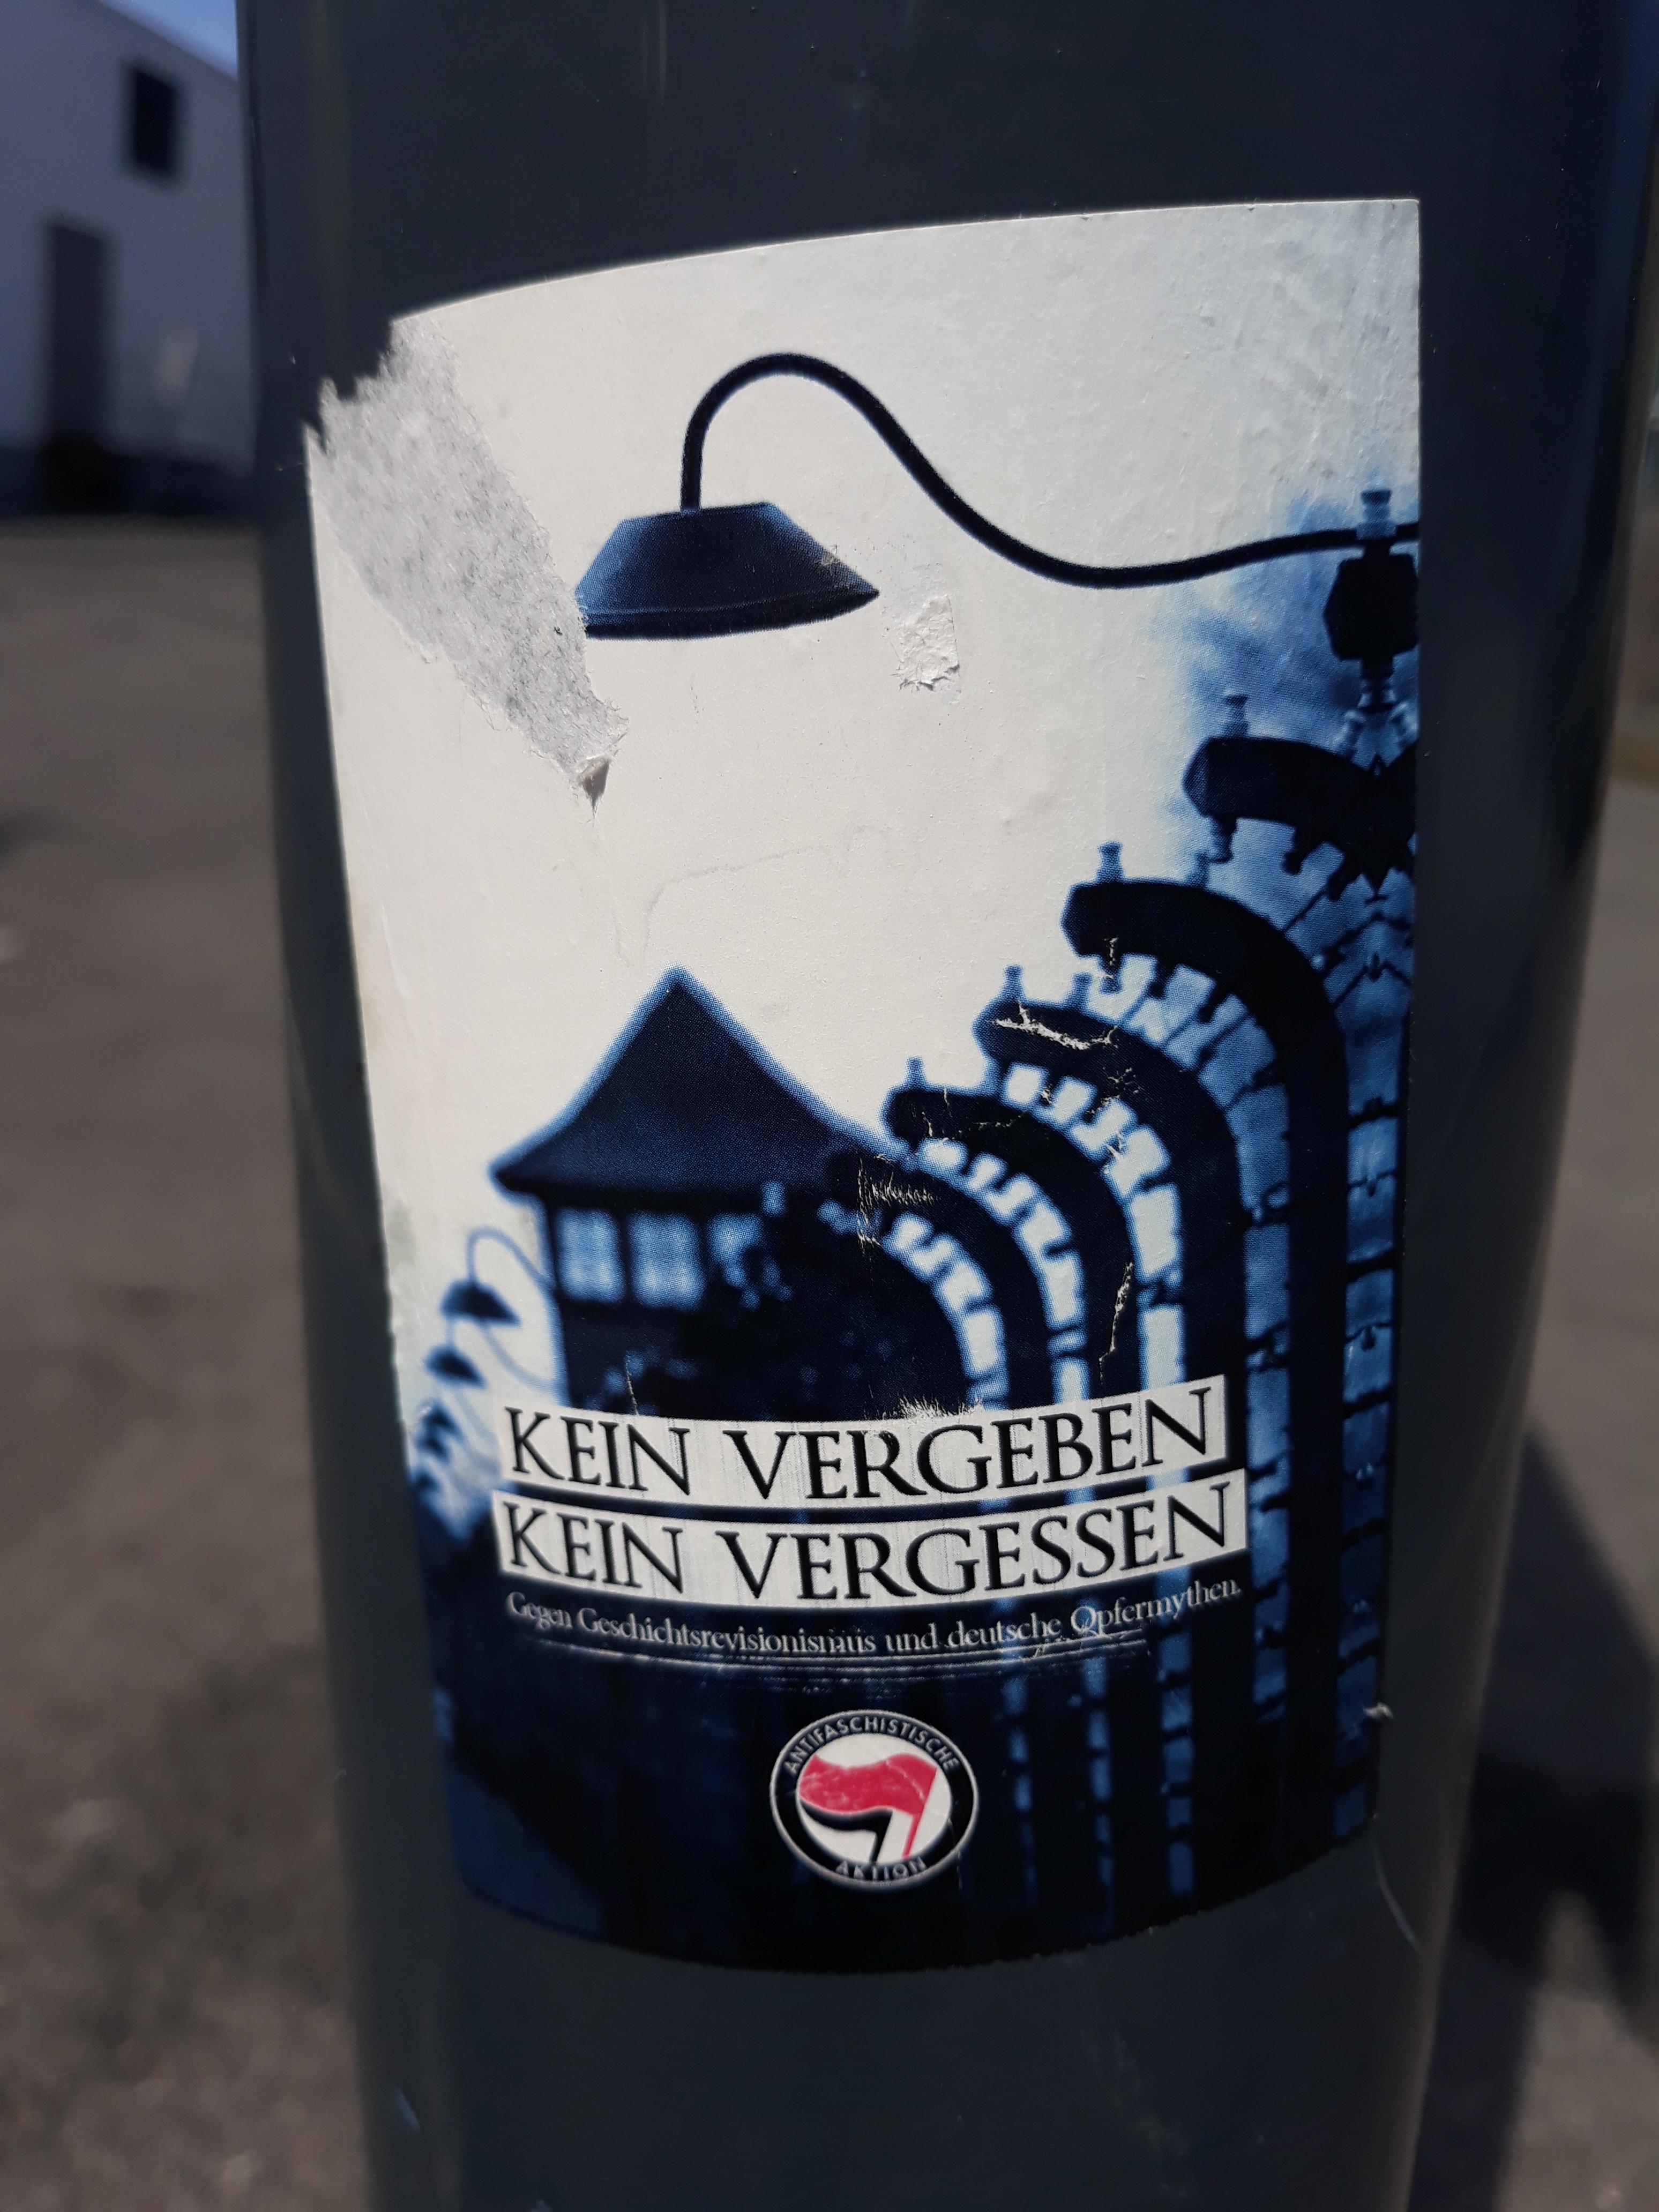 KEIN VERGEBEN
KEIN VERGESSEN
Gegen Geschichtsrevisionismus und deutsche Opfermythen.
ANTIFASCHISTISCHE
AKTION